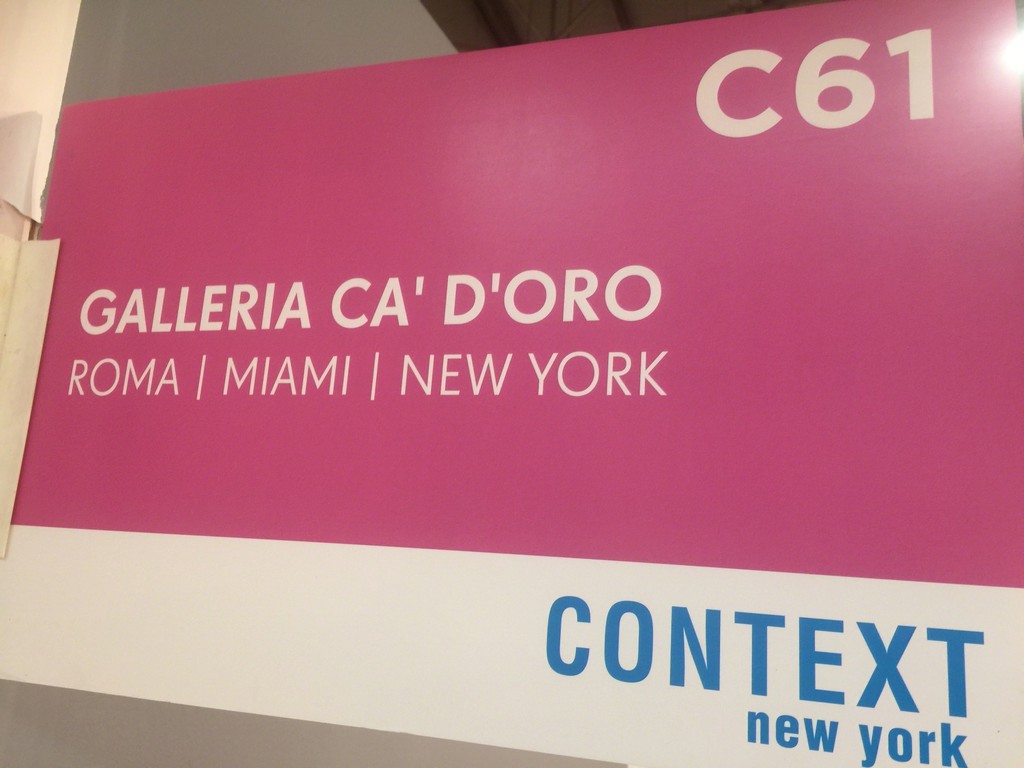 C61
GALLERIA CA' D'ORO
ROMA | MIAMI | NEW YORK
CONTEXT
new york